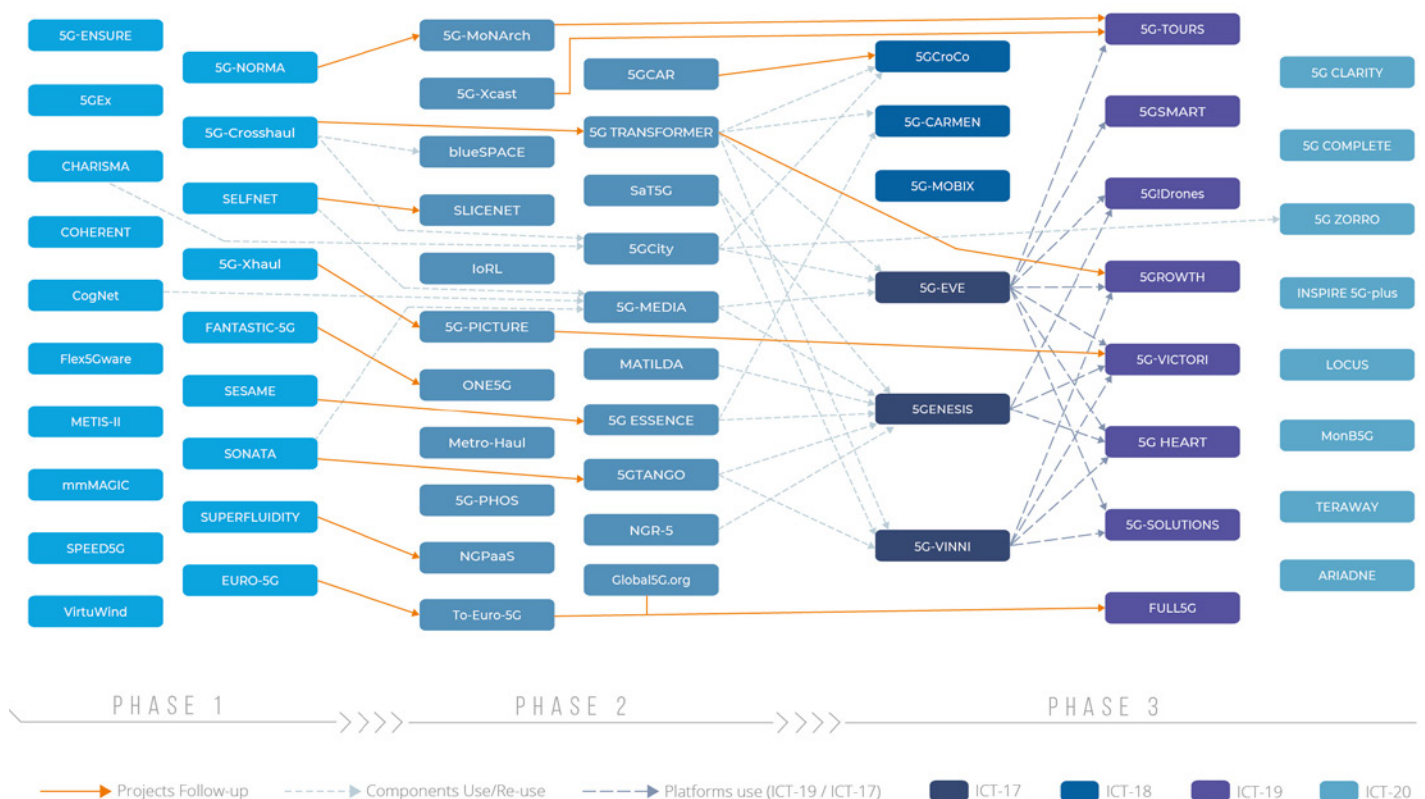 5G-ENSURE
5GEx
CHARISMA
COHERENT
CogNet
Flex5Gware
METIS-II
mmMAGIC
SPEED5G
VirtuWind
5G-NORMA
5G-Crosshaul
SELFNET
5G-Xhaul
FANTASTIC-5G
SESAME
SONATA
SUPERFLUIDITY
EURO-5G
5G-MoNArch
5G-Xcast
blueSPACE
SLICENET
IoRL
5G-PICTURE
ONE5G
Metro-Haul
5G-PHOS
NGPaaS
To-Euro-5G
5GCAR
5G TRANSFORMER
SaT5G
5GCity
5G-MEDIA
MATILDA
5G ESSENCE
5GTANGO
NGR-5
Global5G.org
5GCroCo
5G-CARMEN
5G-MOBIX
5G-EVE
5GENESIS
5G-VINNI
5G-TOURS
5GSMART
5G!Drones
5GROWTH
5G-VICTORI
5G HEART
5G-SOLUTIONS
FULL5G
5G CLARITY
5G COMPLETE
5G ZORRO
INSPIRE 5G-plus
LOCUS
MonB5G
TERAWAY
ARIADNE
PHASE 1
PHASE 2
PHASE 3
Projects Follow-up
Components Use/Re-use
Platforms use (ICT-19 / ICT-17)
ICT-17
ICT-18
ICT-19
ICT-20